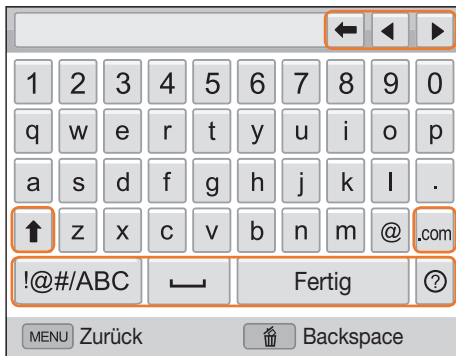 1 2 3 4 5 6 7 8 9 0
q w e r t y u i o p
a s d f g h j k l .
z x c v b n m @ .com
!@#/ABC Fertig ?
MENU Zurück Backspace